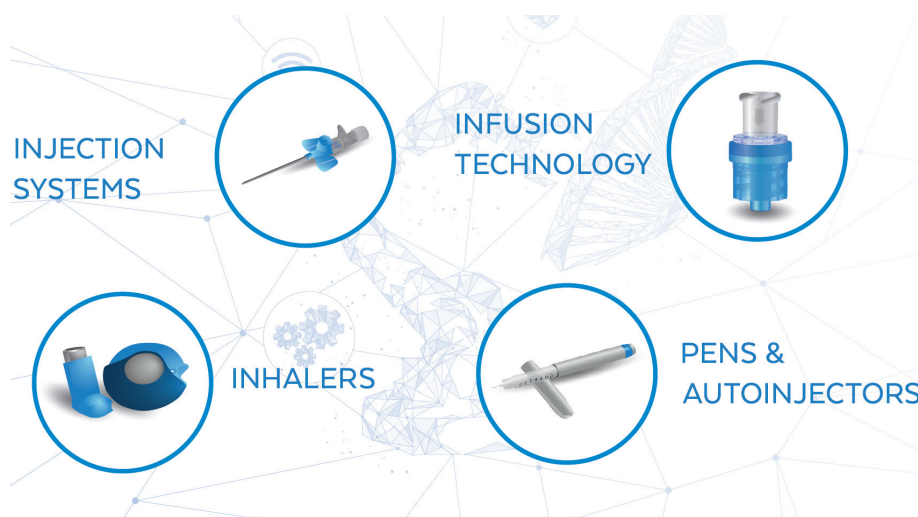 INJECTION
SYSTEMS
INFUSION
TECHNOLOGY
INHALERS
PENS &
AUTOINJECTORS